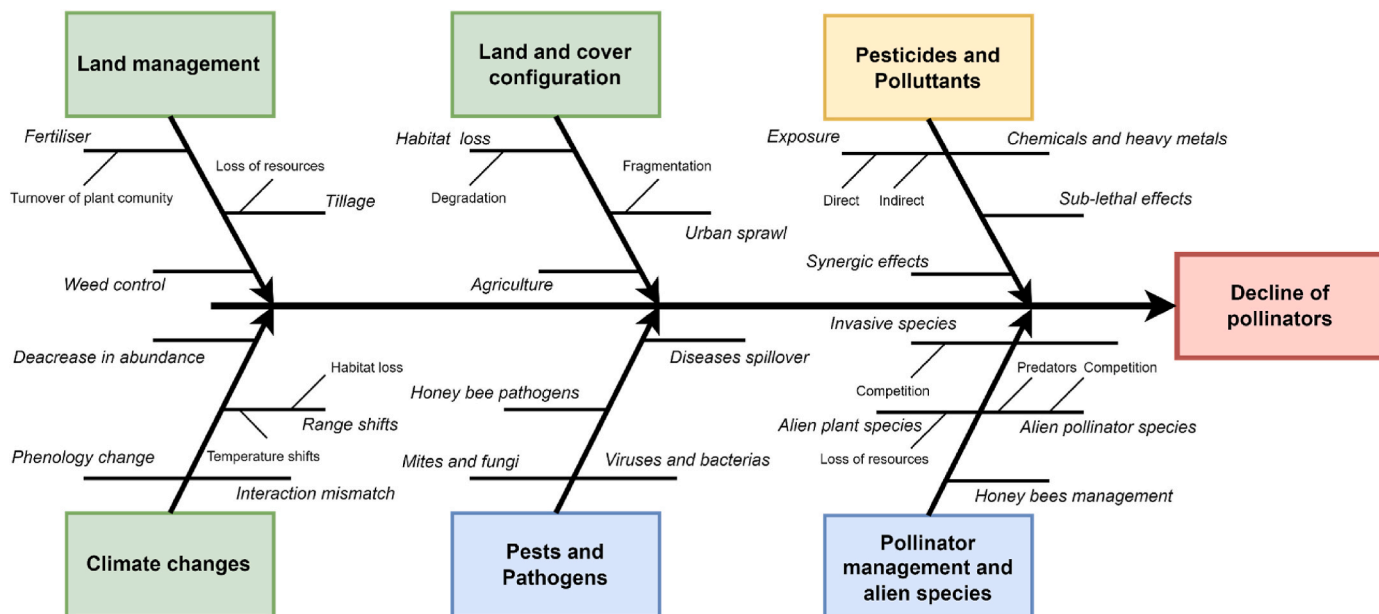 Land management
Land and cover
configuration
Pesticides and
Polluttants
Fertiliser
Loss of resources
Turnover of plant comunity
Tillage
Weed control
Habitat loss
Fragmentation
Degradation
Urban sprawl
Agriculture
Exposure
Chemicals and heavy metals
Direct
Indirect
Sub-lethal effects
Synergic effects
Decline of
pollinators
Deacrease in abundance
Habitat loss
Range shifts
Temperature shifts
Phenology change
Interaction mismatch
Diseases spillover
Honey bee pathogens
Mites and fungi
Viruses and bacterias
Invasive species
Competition
Predators
Competition
Alien plant species
Alien pollinator species
Loss of resources
Honey bees management
Climate changes
Pests and
Pathogens
Pollinator
management and
alien species